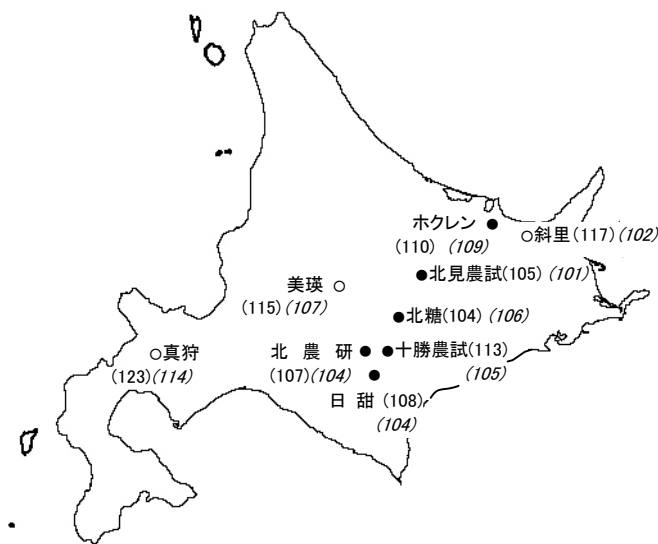 ホクレン
(110) (109)
斜里(117) (102)
北見農試(105) (101)
美瑛
(115)(107)
北糖(104) (106)
真狩
(123)(114)
北 農 研
(107)(104)
十勝農試(113)
(105)
日 甜 (108)
(104)